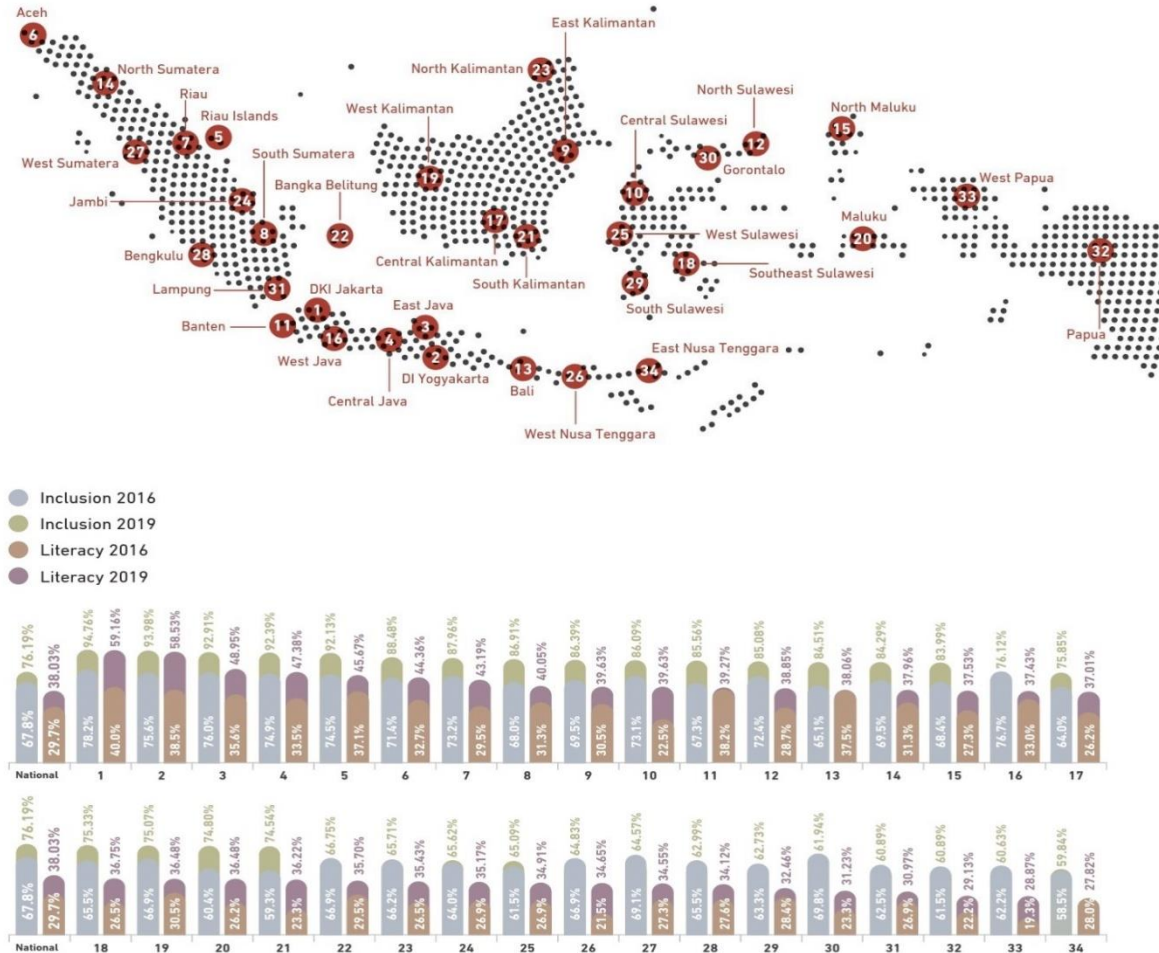 Aceh
6
North Sumatera
14
Riau
Riau Islands
7
5
West Sumatera
27
South Sumatera
Jambi
24
Bangka Belitung
8
22
Bengkulu
28
Lampung
31
DKI Jakarta
1
Banten
11
West Java
16
East Java
3
4
Central Java
2
DI Yogyakarta
13
Bali
26
West Nusa Tenggara
East Nusa Tenggara
34
East Kalimantan
North Kalimantan
23
West Kalimantan
19
9
17
Central Kalimantan
21
South Kalimantan
North Sulawesi
12
Central Sulawesi
30
Gorontalo
10
25
West Sulawesi
18
Southeast Sulawesi
29
South Sulawesi
North Maluku
15
Maluku
20
West Papua
33
32
Papua
Inclusion 2016
Inclusion 2019
Literacy 2016
Literacy 2019
76.19% 38.03% 94.76% 59.16% 93.98% 58.53% 92.91% 48.95% 92.39% 47.38% 92.13% 45.67% 88.48% 44.36% 87.96% 43.19% 86.91% 40.05% 86.39% 39.63% 86.09% 39.63% 85.56% 39.27% 85.08% 38.85% 84.51% 38.06% 84.29% 37.96% 83.99% 37.53% 76.12% 37.43% 75.85% 37.01%
67.8% 29.7% 78.2% 40.0% 75.6% 38.5% 76.0% 35.6% 74.9% 33.5% 74.5% 37.1% 71.4% 32.7% 73.2% 29.5% 68.0% 31.3% 69.5% 30.5% 73.1% 22.5% 67.3% 38.2% 72.4% 28.7% 65.1% 37.5% 69.5% 31.3% 68.4% 27.3% 76.7% 33.0% 64.0% 26.2%
National 1 2 3 4 5 6 7 8 9 10 11 12 13 14 15 16 17
76.19% 38.03% 75.33% 36.75% 75.07% 36.48% 74.80% 36.48% 74.54% 36.22% 66.75% 35.70% 65.71% 35.43% 65.62% 35.17% 65.09% 34.91% 64.83% 34.65% 64.57% 34.55% 62.99% 34.12% 62.73% 32.46% 61.94% 31.23% 60.89% 30.97% 60.89% 29.13% 60.63% 28.87% 59.84% 27.82%
67.8% 29.7% 65.5% 26.5% 66.9% 30.5% 60.4% 26.2% 59.3% 23.3% 66.9% 29.5% 66.2% 26.5% 64.0% 26.9% 61.5% 26.9% 66.9% 21.5% 69.1% 27.3% 65.5% 27.6% 63.3% 28.4% 69.8% 23.3% 62.5% 26.9% 61.5% 22.2% 62.2% 19.3% 58.5% 28.0%
National 18 19 20 21 22 23 24 25 26 27 28 29 30 31 32 33 34